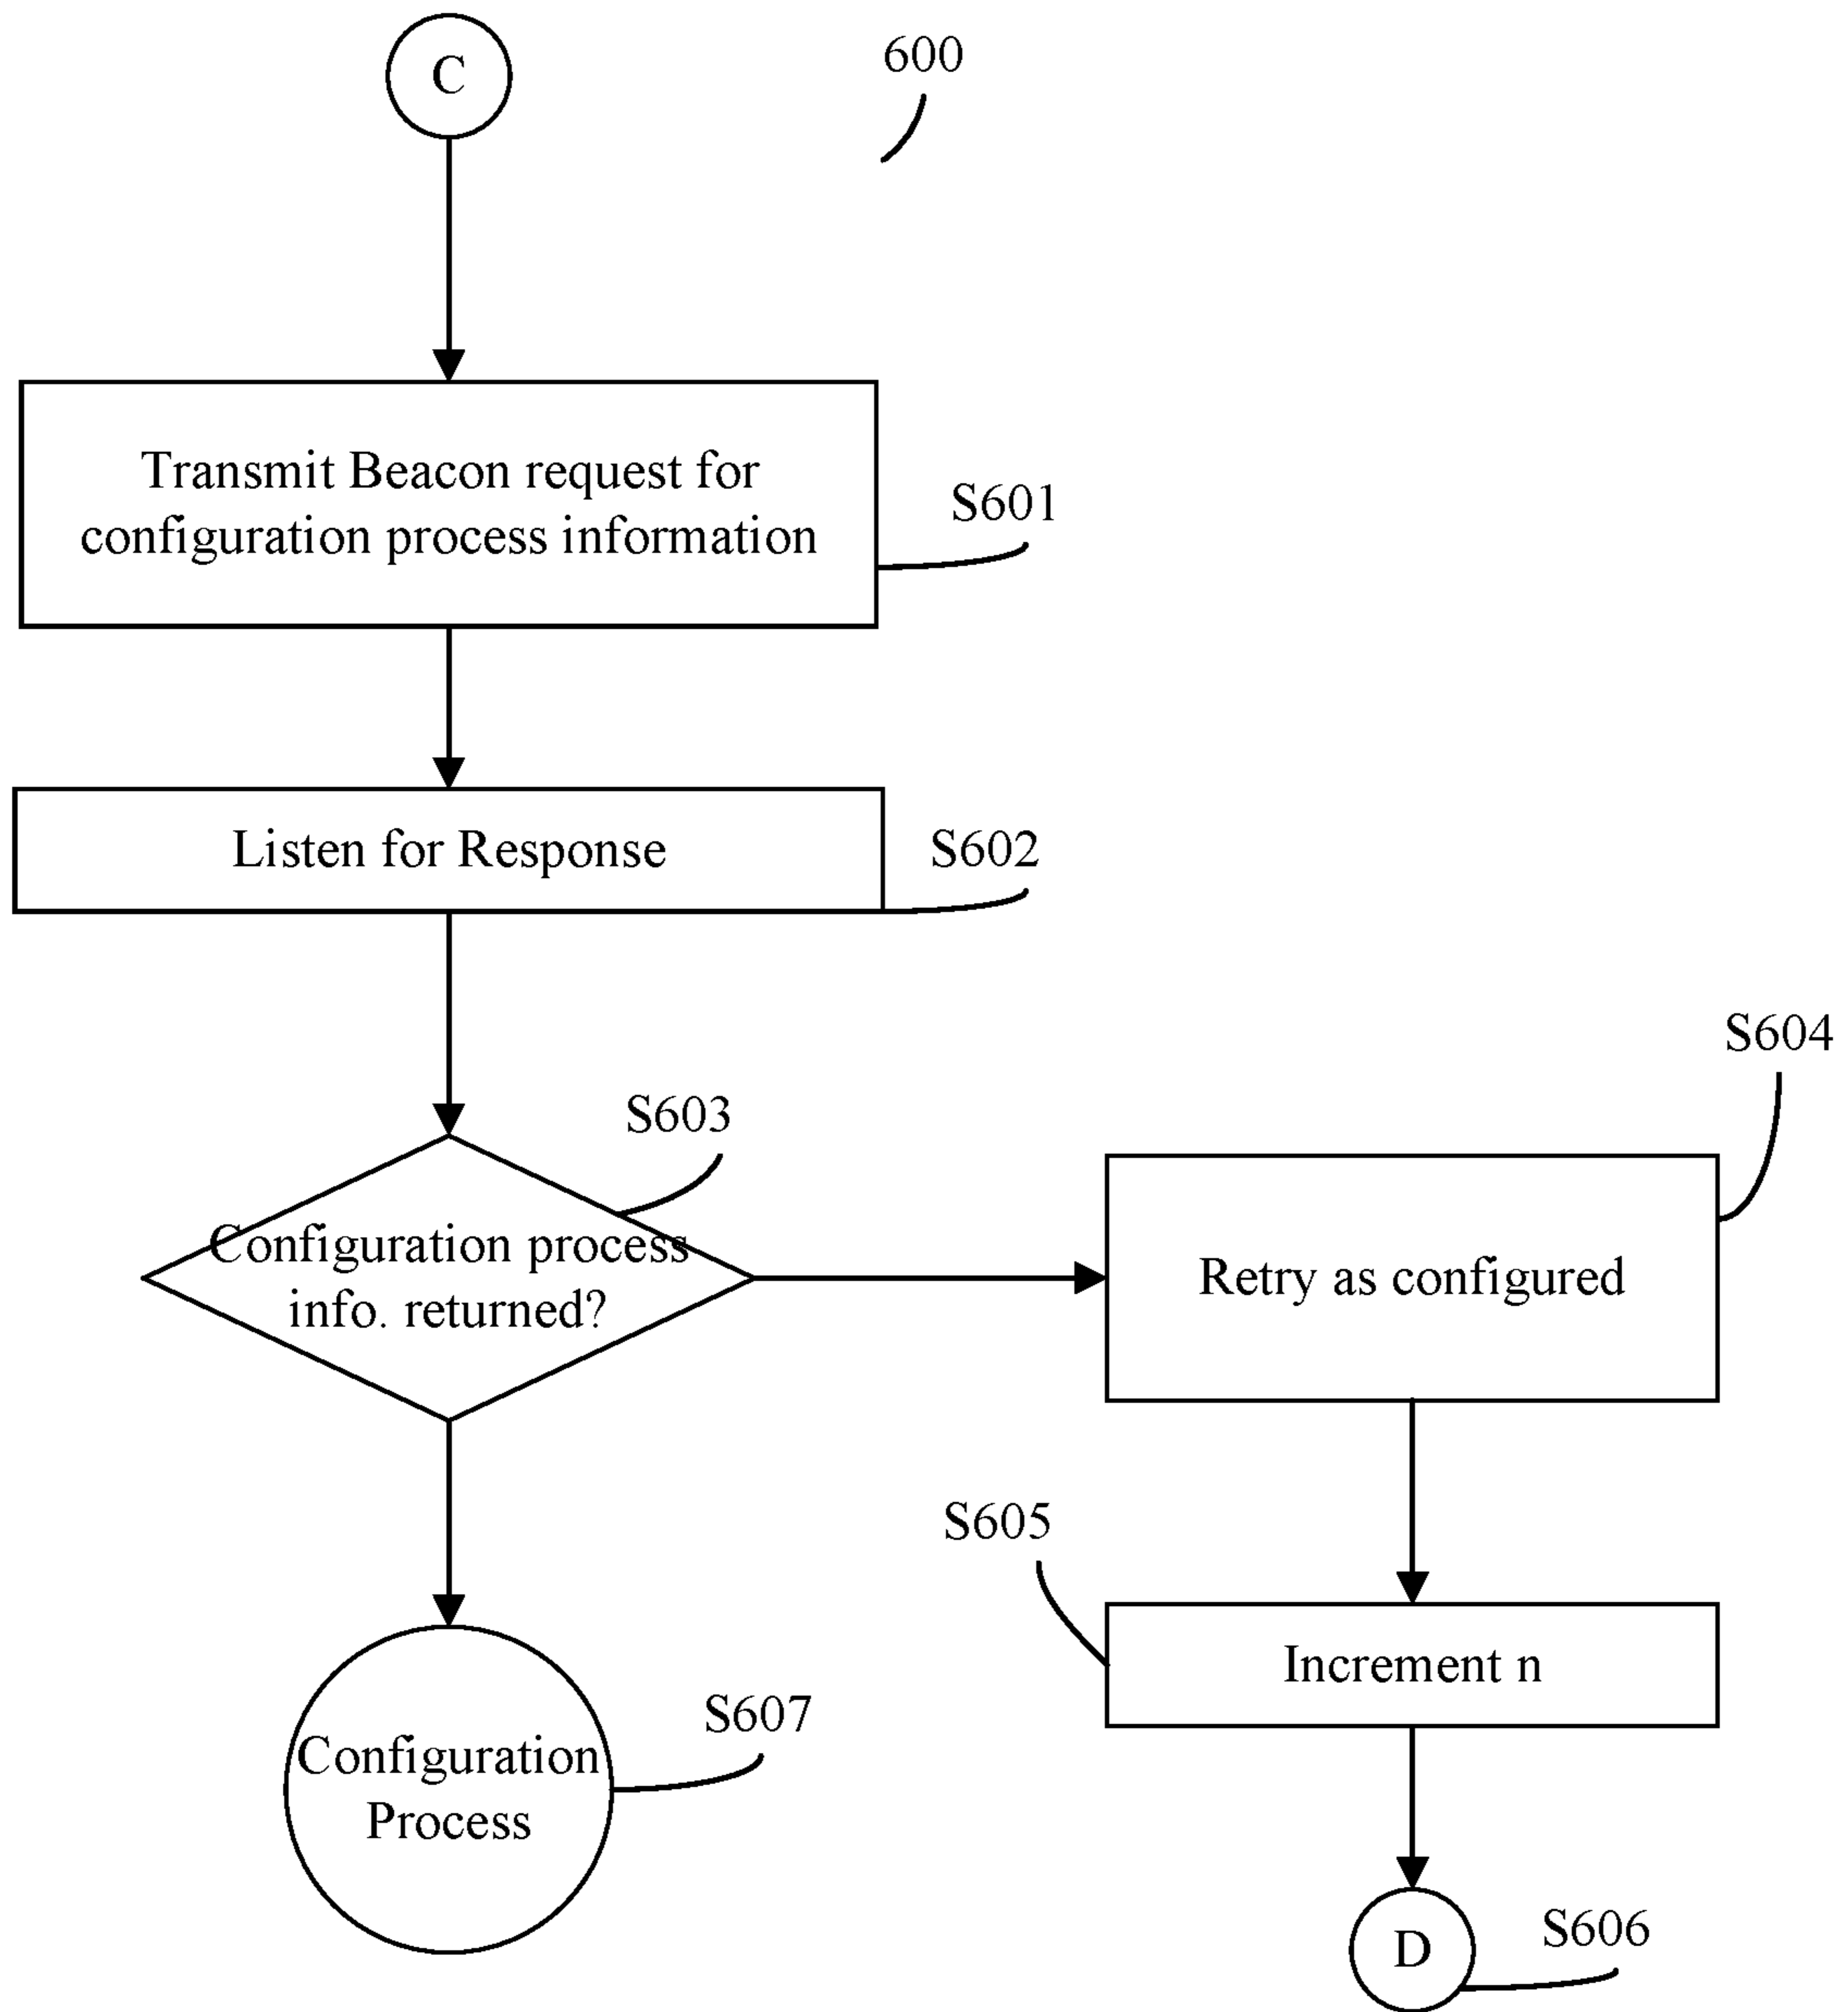 C
600
Transmit Beacon request for
configuration process information
S601
Listen for Response
S602
S603
Configuration process
info. returned?
S604
Retry as configured
S605
Increment n
S607
Configuration
Process
D
S606